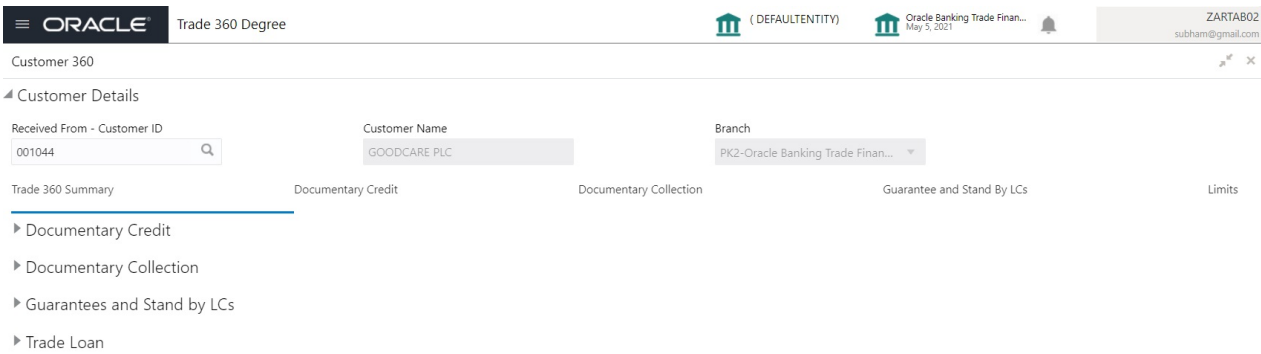 ORACLE® Trade 360 Degree ( DEFAULTENTITY) Oracle Banking Trade Finan... ZARTAB02
May 5, 2021 subham@gmail.com
Customer 360
Customer Details
Received From - Customer ID Customer Name Branch
001044 GOODCARE PLC PK2-Oracle Banking Trade Finan...
Trade 360 Summary Documentary Credit Documentary Collection Guarantee and Stand By LCs Limits
Documentary Credit
Documentary Collection
Guarantees and Stand by LCs
Trade Loan